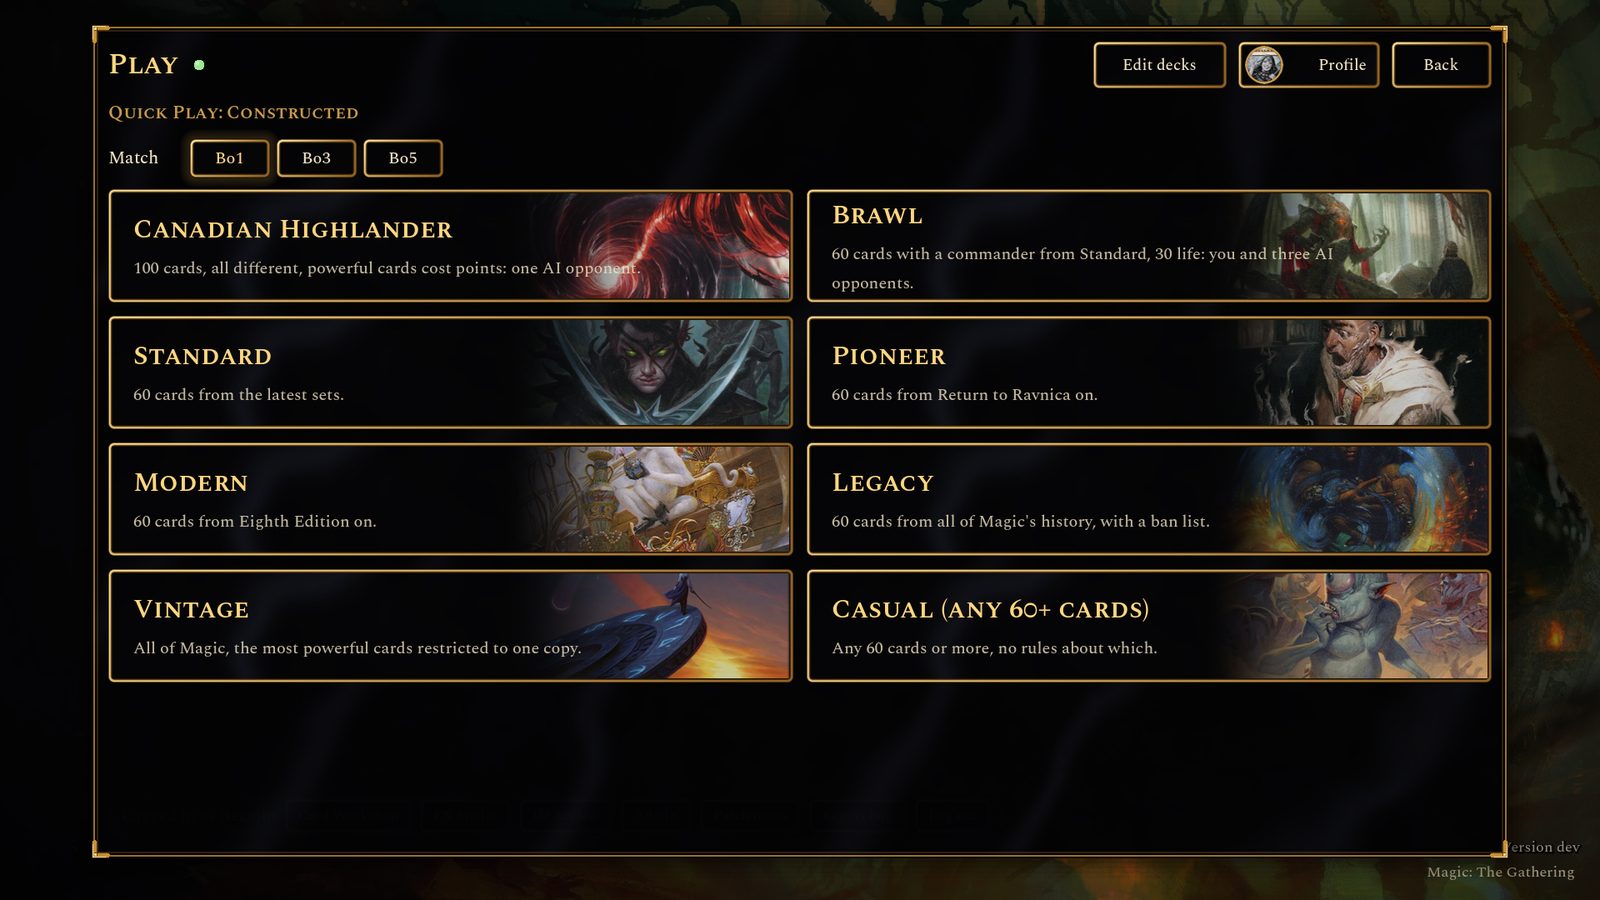 Play
Edit decks
Profile
Back
Quick Play: Constructed
Match
Bo1
Bo3
Bo5
Canadian Highlander
100 cards, all different, powerful cards cost points: one AI opponent.
Brawl
60 cards with a commander from Standard, 30 life: you and three AI
opponents.
Standard
60 cards from the latest sets.
Pioneer
60 cards from Return to Ravnica on.
Modern
60 cards from Eighth Edition on.
Legacy
60 cards from all of Magic's history, with a ban list.
Vintage
All of Magic, the most powerful cards restricted to one copy.
Casual (any 60+ cards)
Any 60 cards or more, no rules about which.
Version dev
Magic: The Gathering